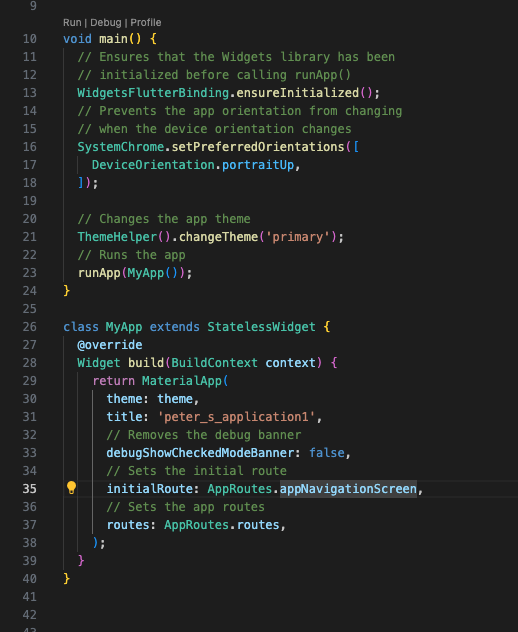 9
Run | Debug | Profile
10 void main() {
11   // Ensures that the Widgets library has been
12   // initialized before calling runApp()
13   WidgetsFlutterBinding.ensureInitialized();
14   // Prevents the app orientation from changing
15   // when the device orientation changes
16   SystemChrome.setPreferredOrientations([
17     DeviceOrientation.portraitUp,
18   ]);
19
20   // Changes the app theme
21   ThemeHelper().changeTheme('primary');
22   // Runs the app
23   runApp(MyApp());
24 }
25
26 class MyApp extends StatelessWidget {
27   @override
28   Widget build(BuildContext context) {
29     return MaterialApp(
30       theme: theme,
31       title: 'peter_s_application1',
32       // Removes the debug banner
33       debugShowCheckedModeBanner: false,
34       // Sets the initial route
35       initialRoute: AppRoutes.appNavigationScreen,
36       // Sets the app routes
37       routes: AppRoutes.routes,
38     );
39   }
40 }
41
42
43